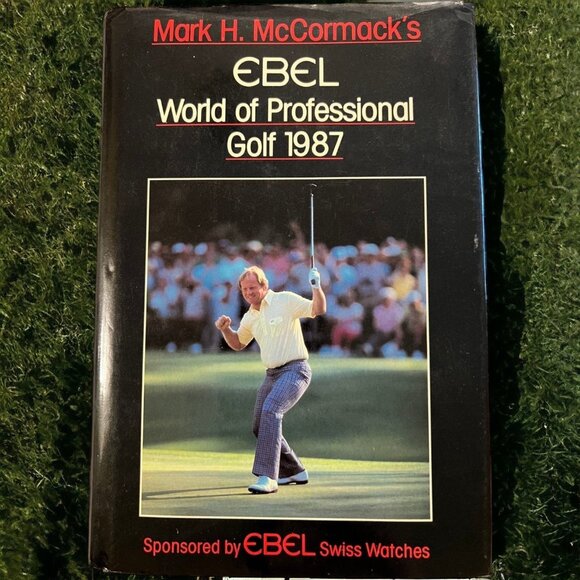 Mark H. McCormack's
EBEL
World of Professional
Golf 1987
Sponsored by EBEL Swiss Watches